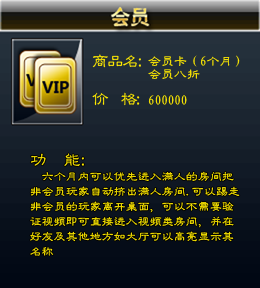 会员
VIP
商品名: 会员卡（6个月）
会员八折
价 格: 600000
功 能:
六个月内可以优先进入满人的房间把
非会员玩家自动挤出满人房间.可以踢走
非会员的玩家离开桌面，可以不需要验
证视频即可直接进入视频类房间，并在
好友及其他地方如大厅可以高亮显示其
名称